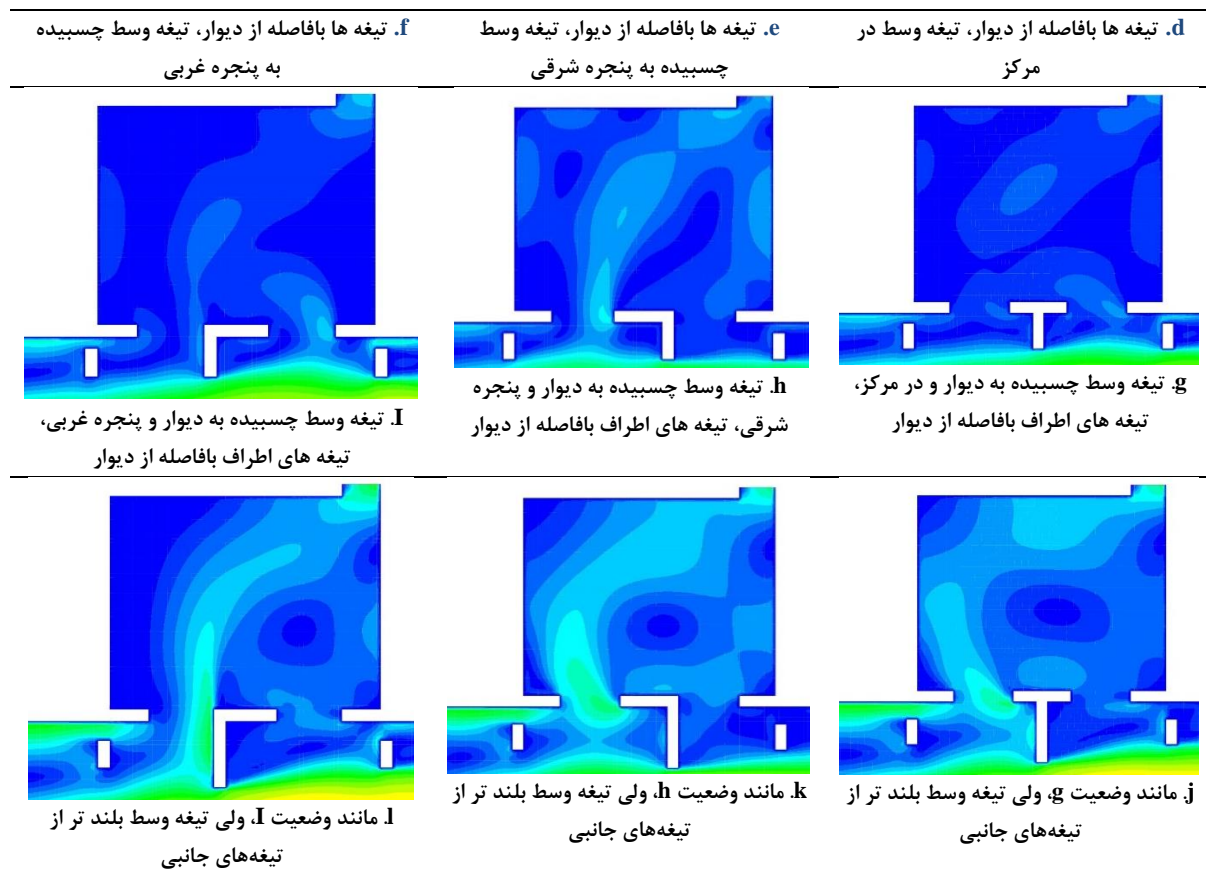 d. تیغه ها بافاصله از دیوار، تیغه وسط در
مرکز
e. تیغه ها بافاصله از دیوار، تیغه وسط
چسبیده به پنجره شرقی
f. تیغه ها بافاصله از دیوار، تیغه وسط چسبیده
به پنجره غربی
g. تیغه وسط چسبیده به دیوار و در مرکز،
تیغه های اطراف بافاصله از دیوار
h. تیغه وسط چسبیده به دیوار و پنجره
شرقی، تیغه های اطراف بافاصله از دیوار
I. تیغه وسط چسبیده به دیوار و پنجره غربی،
تیغه های اطراف بافاصله از دیوار
j. مانند وضعیت g، ولی تیغه وسط بلند تر از
تیغه‌های جانبی
k. مانند وضعیت h، ولی تیغه وسط بلند تر از
تیغه‌های جانبی
l. مانند وضعیت I، ولی تیغه وسط بلند تر از
تیغه‌های جانبی